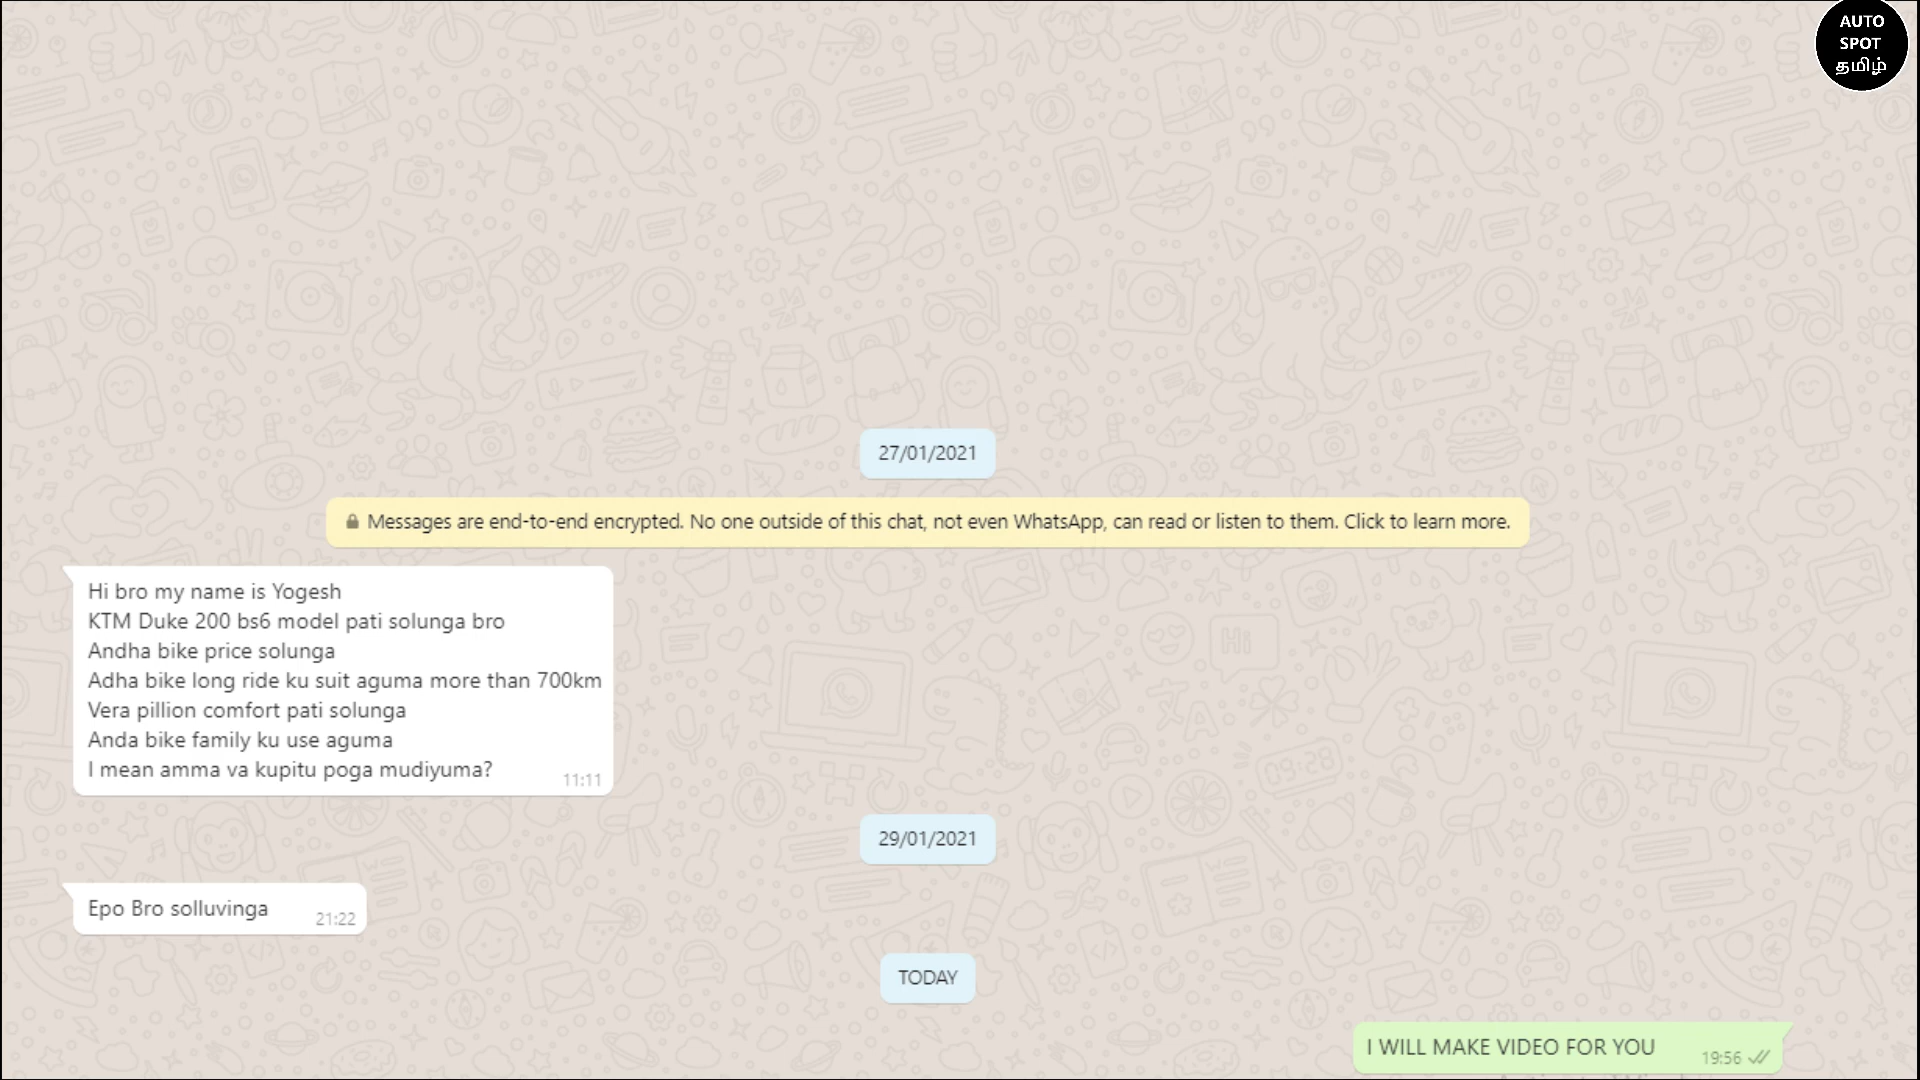 AUTO
SPOT
தமிழ்
27/01/2021
Messages are end-to-end encrypted. No one outside of this chat, not even WhatsApp, can read or listen to them. Click to learn more.
Hi bro my name is Yogesh
KTM Duke 200 bs6 model pati solunga bro
Andha bike price solunga
Adha bike long ride ku suit aguma more than 700km
Vera pillion comfort pati solunga
Anda bike family ku use aguma
I mean amma va kupitu poga mudiyuma?
11:11
29/01/2021
Epo Bro solluvinga
21:22
TODAY
I WILL MAKE VIDEO FOR YOU
19:56